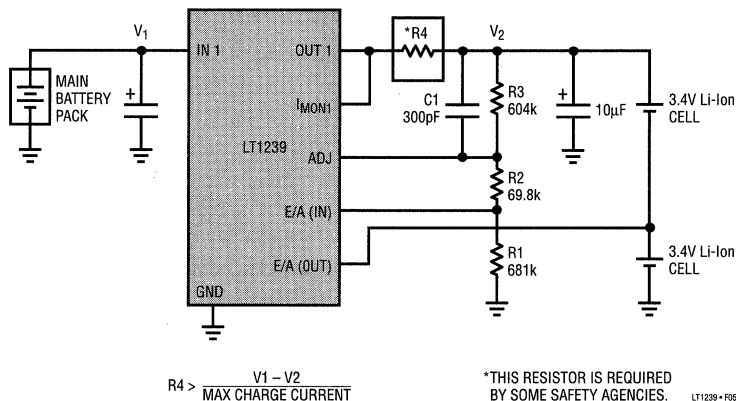 V1
V2
*R4
IN 1
OUT 1
MAIN
BATTERY
PACK
+
IMON1
C1
300pF
R3
604k
+
10µF
3.4V Li-Ion
CELL
LT1239
ADJ
R2
69.8k
E/A (IN)
E/A (OUT)
R1
681k
3.4V Li-Ion
CELL
GND
R4 > V1 – V2
MAX CHARGE CURRENT
*THIS RESISTOR IS REQUIRED
BY SOME SAFETY AGENCIES.
LT1239 • F05